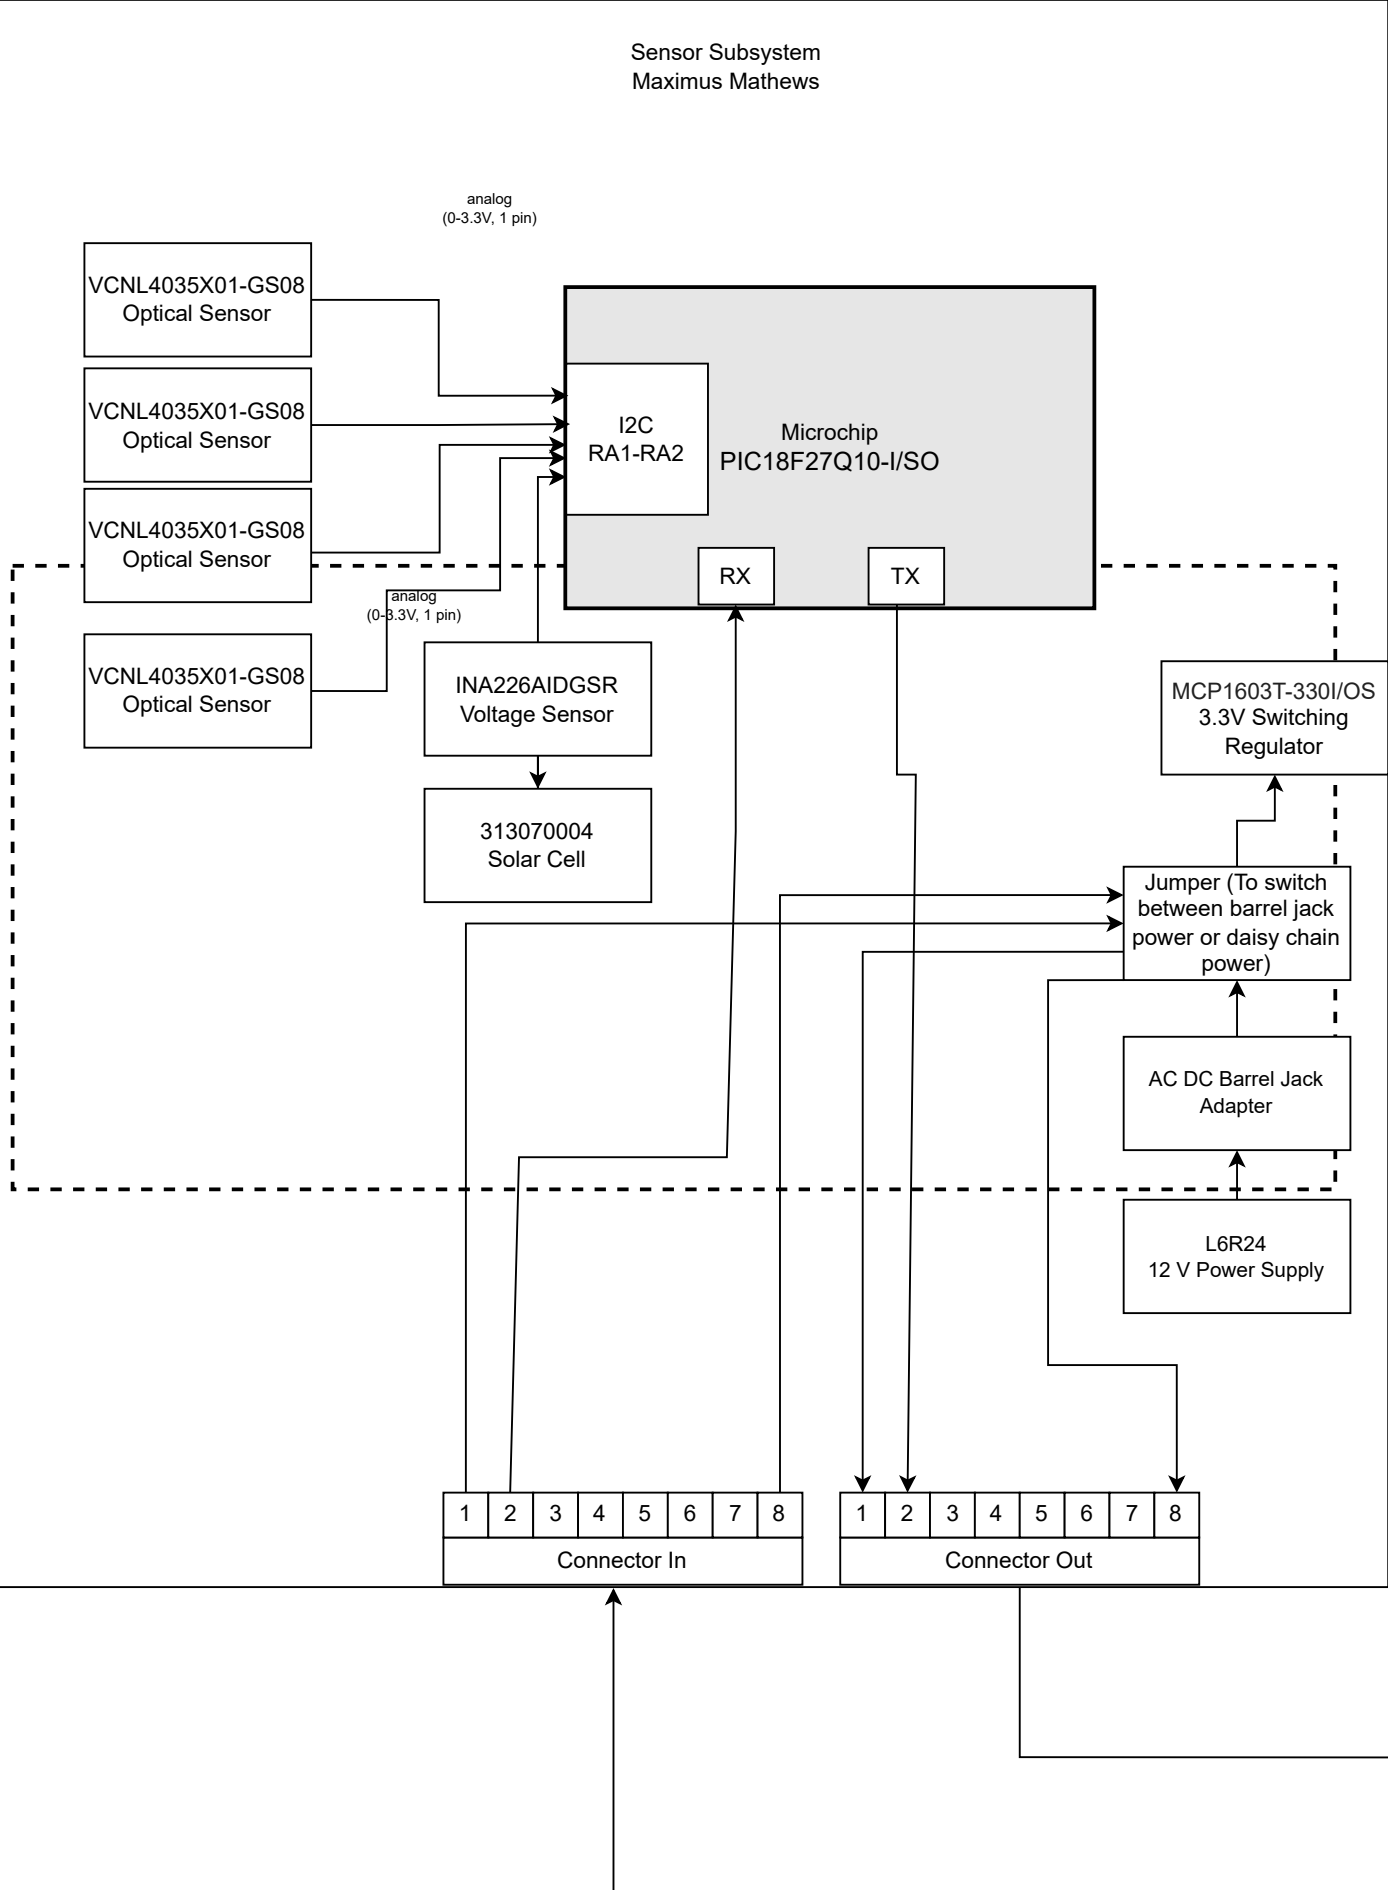 Sensor Subsystem
Maximus Mathews
analog
(0-3.3V, 1 pin)
VCNL4035X01-GS08
Optical Sensor
VCNL4035X01-GS08
Optical Sensor
I2C
RA1-RA2
Microchip
PIC18F27Q10-I/SO
VCNL4035X01-GS08
Optical Sensor
RX
TX
analog
(0-3.3V, 1 pin)
VCNL4035X01-GS08
Optical Sensor
INA226AIDGSR
Voltage Sensor
MCP1603T-330I/OS
3.3V Switching
Regulator
313070004
Solar Cell
Jumper (To switch
between barrel jack
power or daisy chain
power)
AC DC Barrel Jack
Adapter
L6R24
12 V Power Supply
1 2 3 4 5 6 7 8
Connector In
1 2 3 4 5 6 7 8
Connector Out